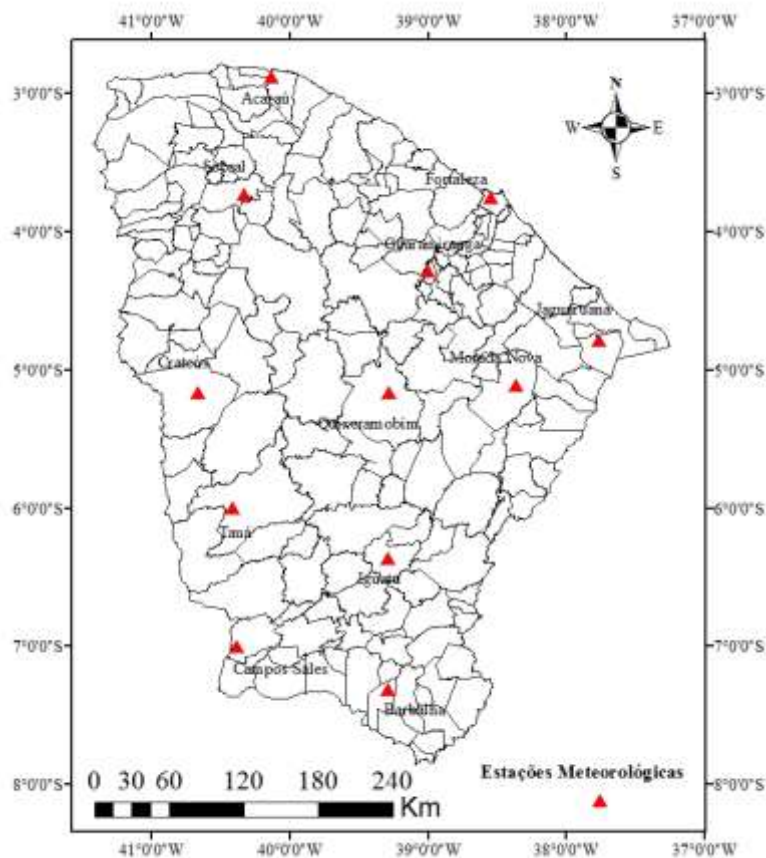 41°0'0"W 40°0'0"W 39°0'0"W 38°0'0"W 37°0'0"W
N
W E
S
3°0'0"S 3°0'0"S
Acaraú
Sobral
Fortaleza
4°0'0"S 4°0'0"S
Guaramiranga
Jaguaruana
Morada Nova
Crateús
5°0'0"S 5°0'0"S
Quixeramobim
6°0'0"S 6°0'0"S
Tauá
Iguatu
7°0'0"S 7°0'0"S
Campos Sales
Barbalha
Estações Meteorológicas
8°0'0"S 8°0'0"S
0 30 60 120 180 240
Km
41°0'0"W 40°0'0"W 39°0'0"W 38°0'0"W 37°0'0"W